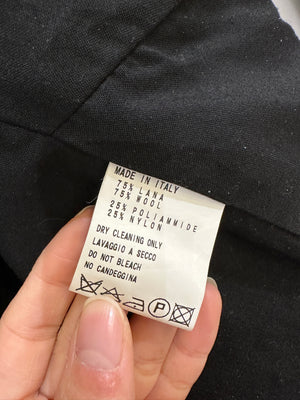 MADE IN ITALY
75% LANA
75% WOOL
25% POLIAMMIDE
25% NYLON
DRY CLEANING ONLY
LAVAGGIO A SECCO
DO NOT BLEACH
NO CANDEGGINA
P